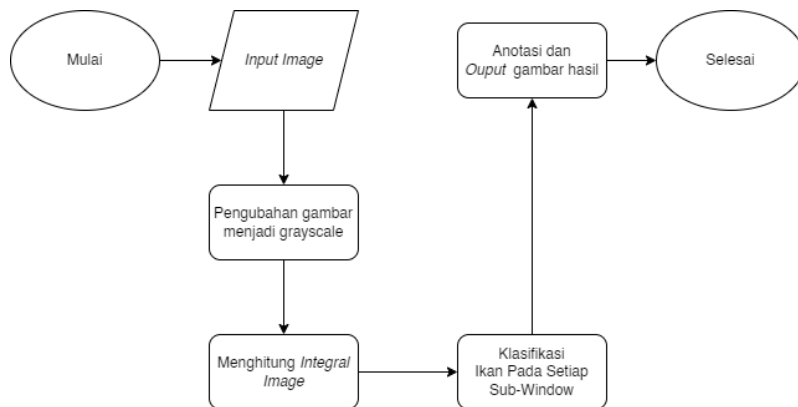 Mulai
Input Image
Pengubahan gambar
menjadi grayscale
Menghitung Integral
Image
Klasifikasi
Ikan Pada Setiap
Sub-Window
Anotasi dan
Ouput gambar hasil
Selesai